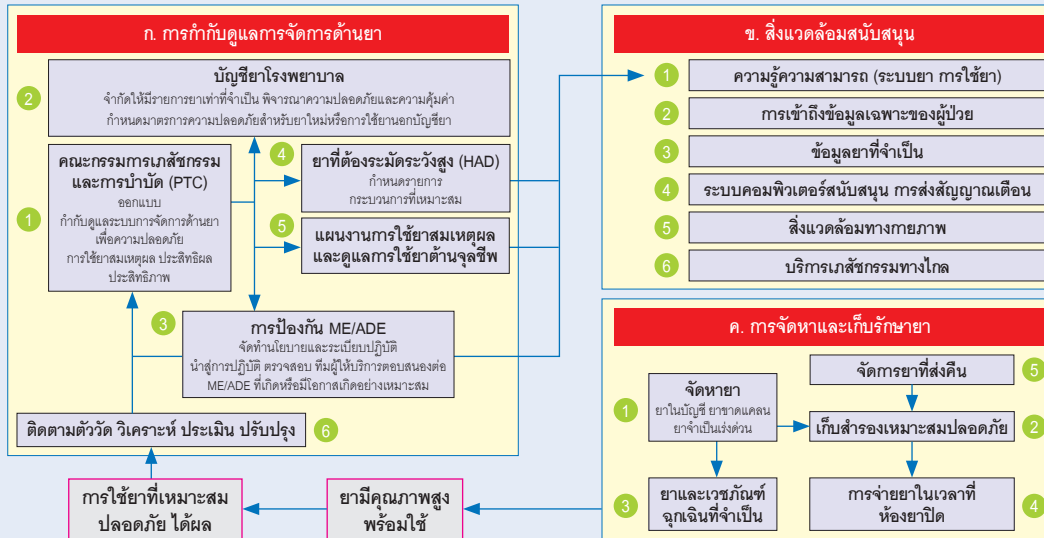 ก. การกำกับดูแลการจัดการด้านยา
2
บัญชียาโรงพยาบาล
จำกัดให้มีรายการยาเท่าที่จำเป็น พิจารณาความปลอดภัยและความคุ้มค่า
กำหนดมาตรการความปลอดภัยสำหรับยาใหม่หรือการใช้ยานอกบัญชียา
1
คณะกรรมการเภสัชกรรม
และการบำบัด (PTC)
ออกแบบ
กำกับดูแลระบบการจัดการด้านยา
เพื่อความปลอดภัย
การใช้ยาสมเหตุผล ประสิทธิผล
ประสิทธิภาพ
4
ยาที่ต้องระมัดระวังสูง (HAD)
กำหนดรายการ
กระบวนการที่เหมาะสม
5
แผนงานการใช้ยาสมเหตุผล
และดูแลการใช้ยาต้านจุลชีพ
3
การป้องกัน ME/ADE
จัดทำนโยบายและระเบียบปฏิบัติ
นำสู่การปฏิบัติ ตรวจสอบ ทีมผู้ให้บริการตอบสนองต่อ
ME/ADE ที่เกิดหรือมีโอกาสเกิดอย่างเหมาะสม
ติดตามตัววัด วิเคราะห์ ประเมิน ปรับปรุง 6
การใช้ยาที่เหมาะสม
ปลอดภัย ได้ผล
ยามีคุณภาพสูง
พร้อมใช้
ข. สิ่งแวดล้อมสนับสนุน
1 ความรู้ความสามารถ (ระบบยา การใช้ยา)
2 การเข้าถึงข้อมูลเฉพาะของผู้ป่วย
3 ข้อมูลยาที่จำเป็น
4 ระบบคอมพิวเตอร์สนับสนุน การส่งสัญญาณเตือน
5 สิ่งแวดล้อมทางกายภาพ
6 บริการเภสัชกรรมทางไกล
ค. การจัดหาและเก็บรักษายา
1
จัดหายา
ยาในบัญชี ยาขาดแคลน
ยาจำเป็นเร่งด่วน
จัดการยาที่ส่งคืน 5
เก็บสำรองเหมาะสมปลอดภัย 2
3
ยาและเวชภัณฑ์
ฉุกเฉินที่จำเป็น
การจ่ายยาในเวลาที่
ห้องยาปิด
4